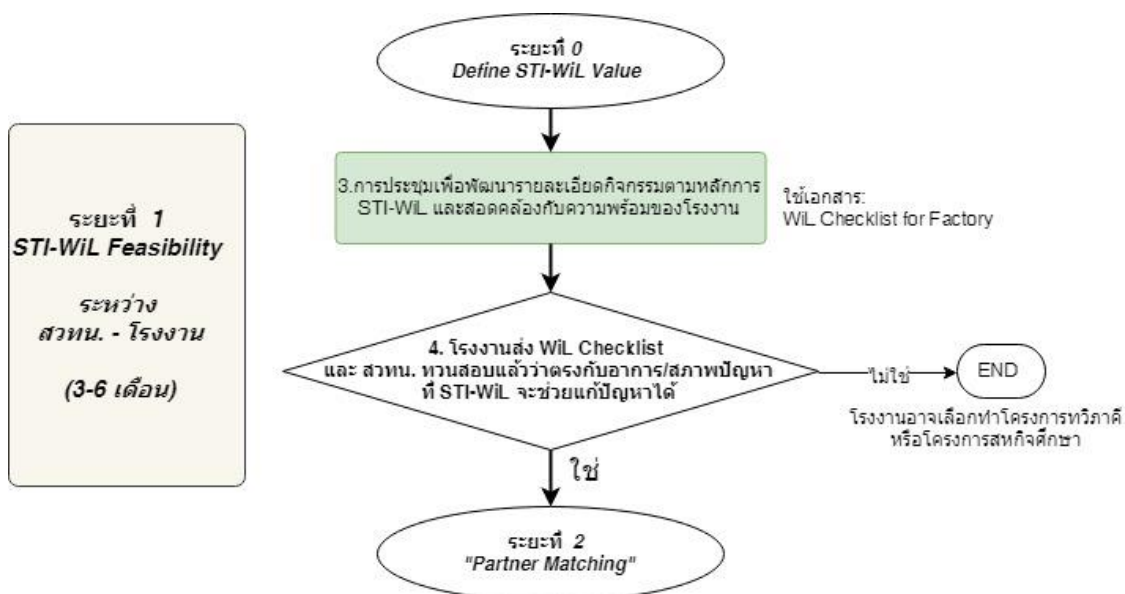 ระยะที่ 0
Define STI-WiL Value
ระยะที่ 1
STI-WiL Feasibility
ระหว่าง
สวทน. - โรงงาน
(3-6 เดือน)
3.การประชุมเพื่อพัฒนารายละเอียดกิจกรรมตามหลักการ
STI-WiL และสอดคล้องกับความพร้อมของโรงงาน
ใช้เอกสาร:
WiL Checklist for Factory
4. โรงงานส่ง WiL Checklist
และ สวทน. ทวนสอบแล้วว่าตรงกับอาการ/สภาพปัญหา
ที่ STI-WiL จะช่วยแก้ปัญหาได้
ไม่ใช่
END
โรงงานอาจเลือกทำโครงการทวิภาคี
หรือโครงการสหกิจศึกษา
ใช่
ระยะที่ 2
"Partner Matching"